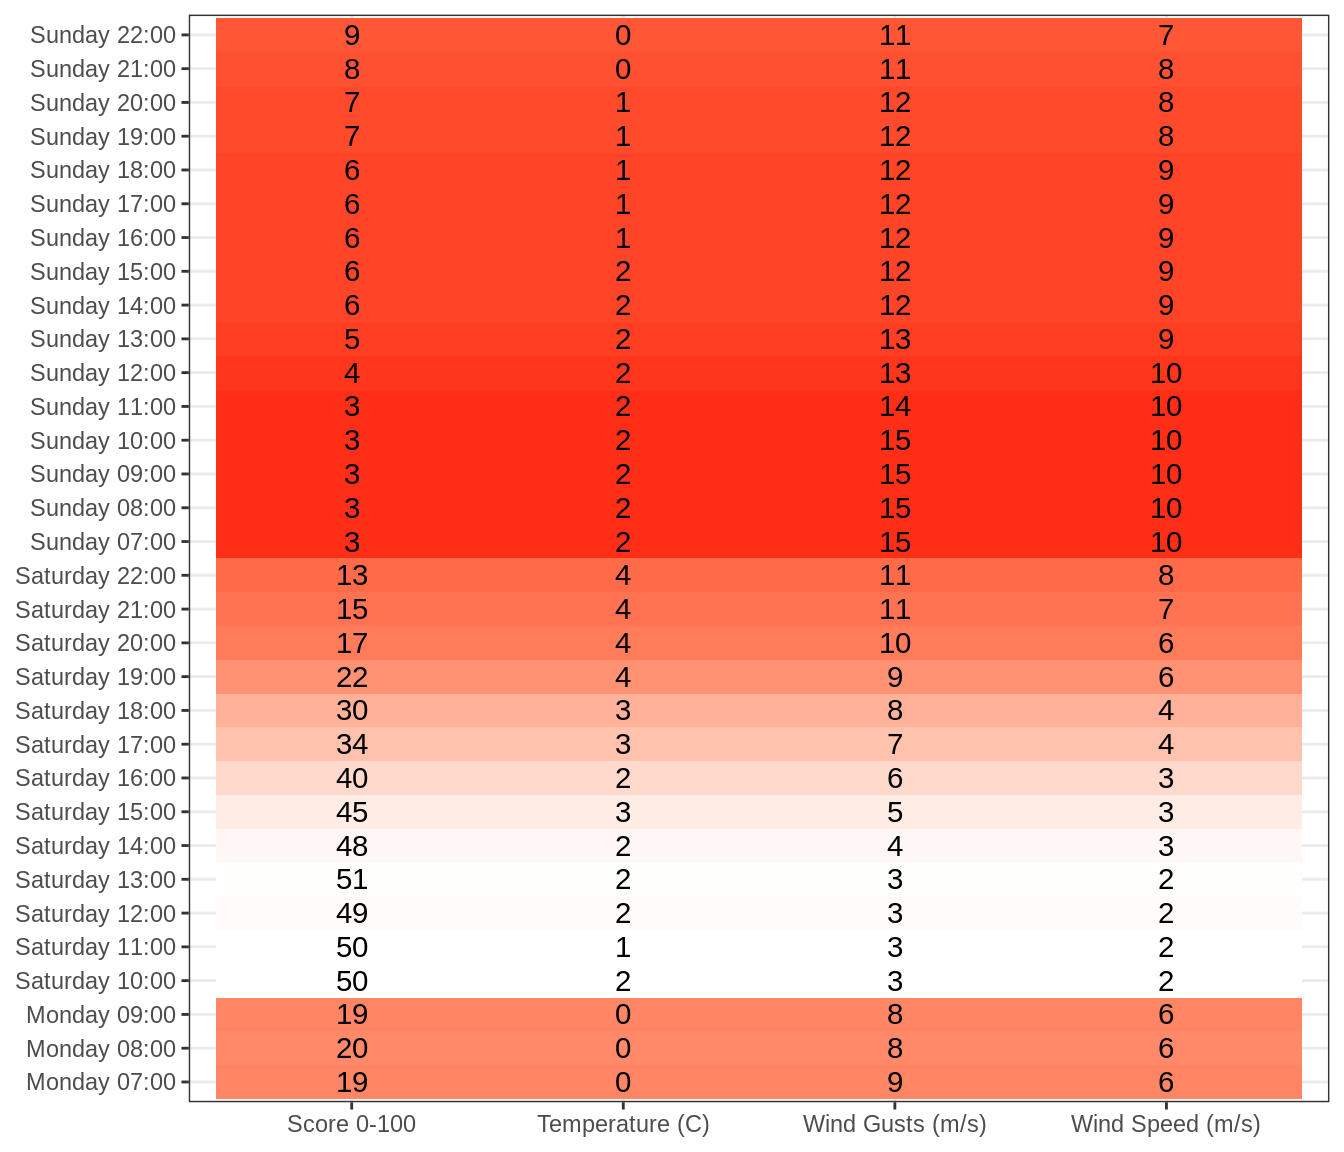 Sunday 22:00 9 0 11 7
Sunday 21:00 8 0 11 8
Sunday 20:00 7 1 12 8
Sunday 19:00 7 1 12 8
Sunday 18:00 6 1 12 9
Sunday 17:00 6 1 12 9
Sunday 16:00 6 1 12 9
Sunday 15:00 6 2 12 9
Sunday 14:00 6 2 12 9
Sunday 13:00 5 2 13 9
Sunday 12:00 4 2 13 10
Sunday 11:00 3 2 14 10
Sunday 10:00 3 2 15 10
Sunday 09:00 3 2 15 10
Sunday 08:00 3 2 15 10
Sunday 07:00 3 2 15 10
Saturday 22:00 13 4 11 8
Saturday 21:00 15 4 11 7
Saturday 20:00 17 4 10 6
Saturday 19:00 22 4 9 6
Saturday 18:00 30 3 8 4
Saturday 17:00 34 3 7 4
Saturday 16:00 40 2 6 3
Saturday 15:00 45 3 5 3
Saturday 14:00 48 2 4 3
Saturday 13:00 51 2 3 2
Saturday 12:00 49 2 3 2
Saturday 11:00 50 1 3 2
Saturday 10:00 50 2 3 2
Monday 09:00 19 0 8 6
Monday 08:00 20 0 8 6
Monday 07:00 19 0 9 6
Score 0-100 Temperature (C) Wind Gusts (m/s) Wind Speed (m/s)